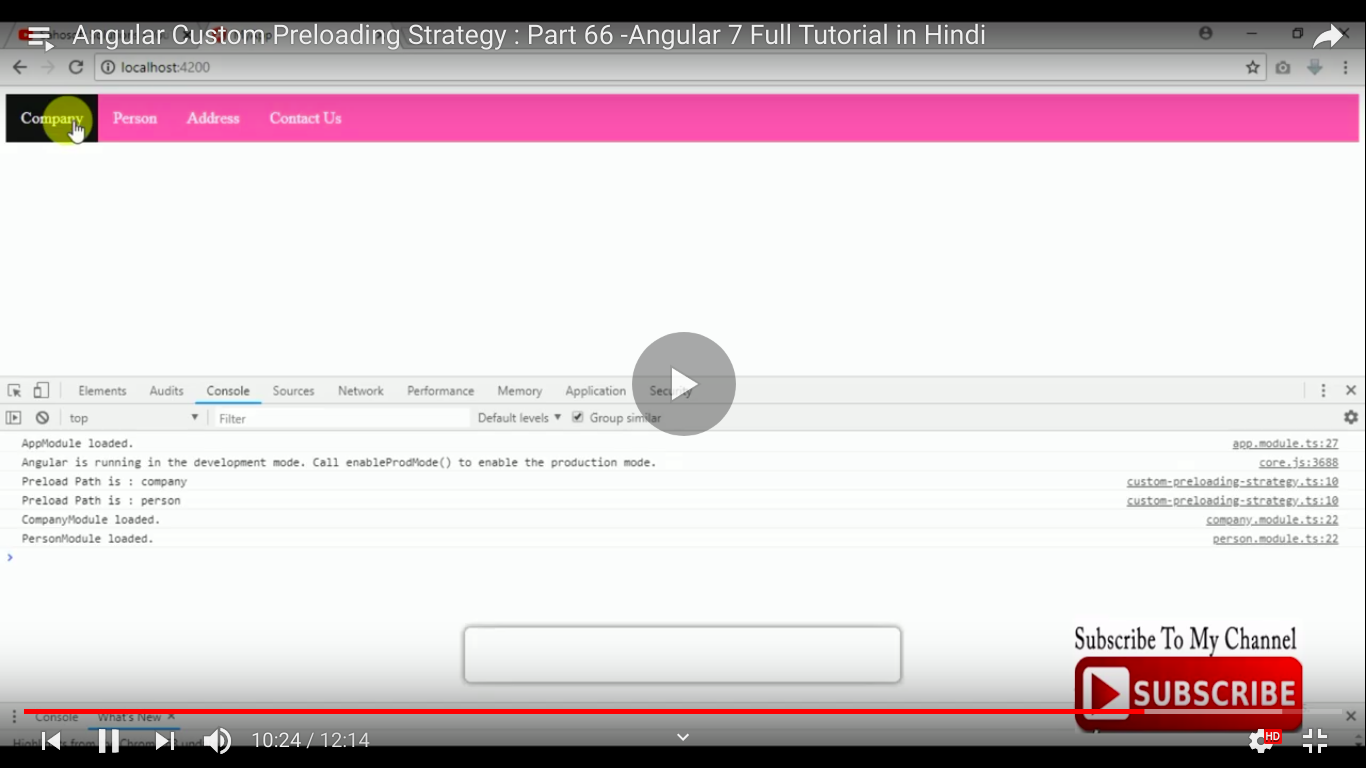 Angular Custom Preloading Strategy : Part 66 -Angular 7 Full Tutorial in Hindi
localhost:4200
Company Person Address Contact Us
Elements Audits Console Sources Network Performance Memory Application Security
top Filter Default levels Group similar
AppModule loaded. app.module.ts:27
Angular is running in the development mode. Call enableProdMode() to enable the production mode. core.js:3688
Preload Path is : company custom-preloading-strategy.ts:10
Preload Path is : person custom-preloading-strategy.ts:10
CompanyModule loaded. company.module.ts:22
PersonModule loaded. person.module.ts:22
Subscribe To My Channel
SUBSCRIBE
Console What's New
10:24 / 12:14
HD